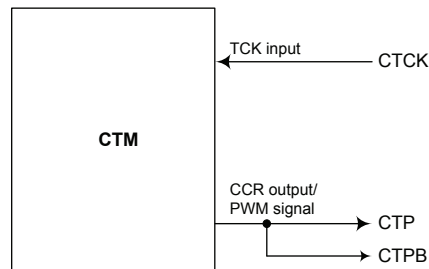 TCK input
CTCK
CTM
CCR output/
PWM signal
CTP
CTPB